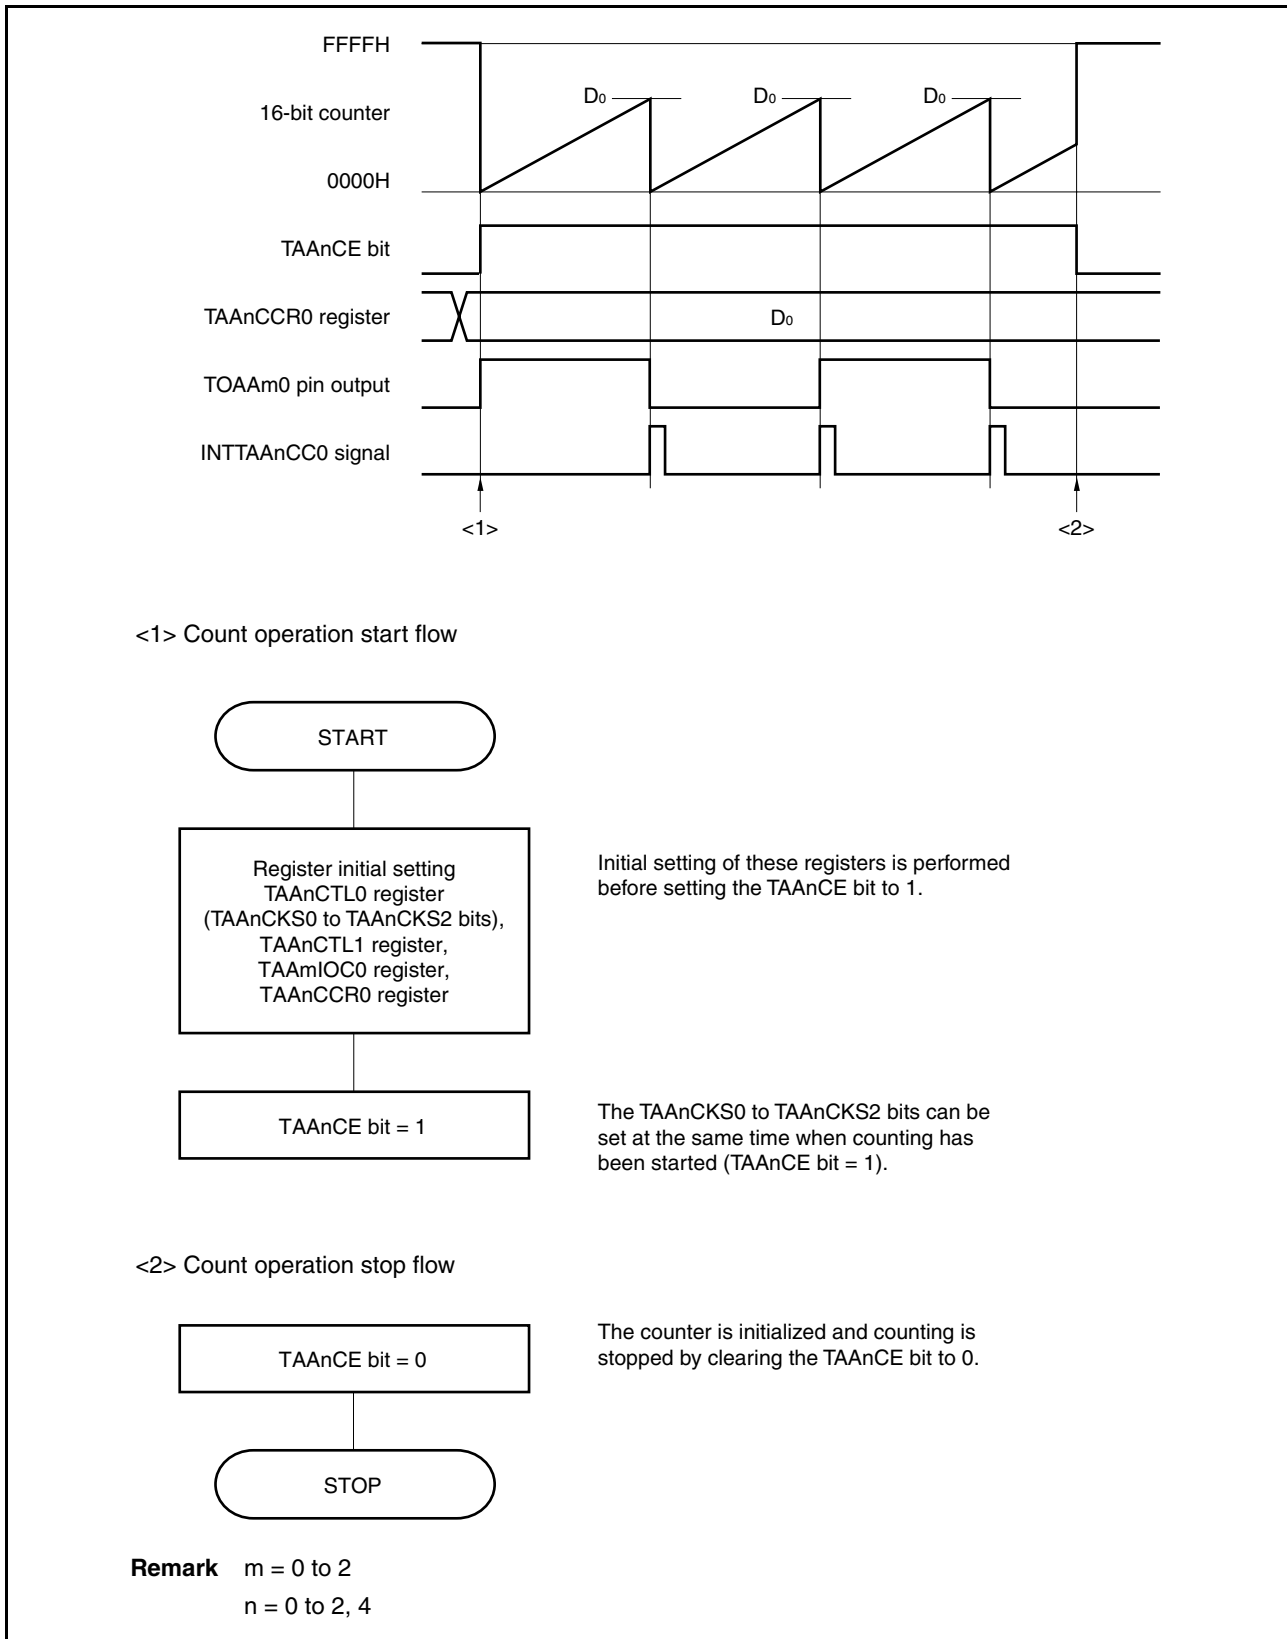 FFFFH
D0 D0 D0
16-bit counter
0000H
TAAnCE bit
TAAnCCR0 register
D0
TOAAm0 pin output
INTTAAnCC0 signal
<1> <2>
<1> Count operation start flow
START
Register initial setting
TAAnCTL0 register
(TAAnCKS0 to TAAnCKS2 bits),
TAAnCTL1 register,
TAAmIOC0 register,
TAAnCCR0 register
Initial setting of these registers is performed
before setting the TAAnCE bit to 1.
TAAnCE bit = 1
The TAAnCKS0 to TAAnCKS2 bits can be
set at the same time when counting has
been started (TAAnCE bit = 1).
<2> Count operation stop flow
TAAnCE bit = 0
The counter is initialized and counting is
stopped by clearing the TAAnCE bit to 0.
STOP
Remark m = 0 to 2
n = 0 to 2, 4